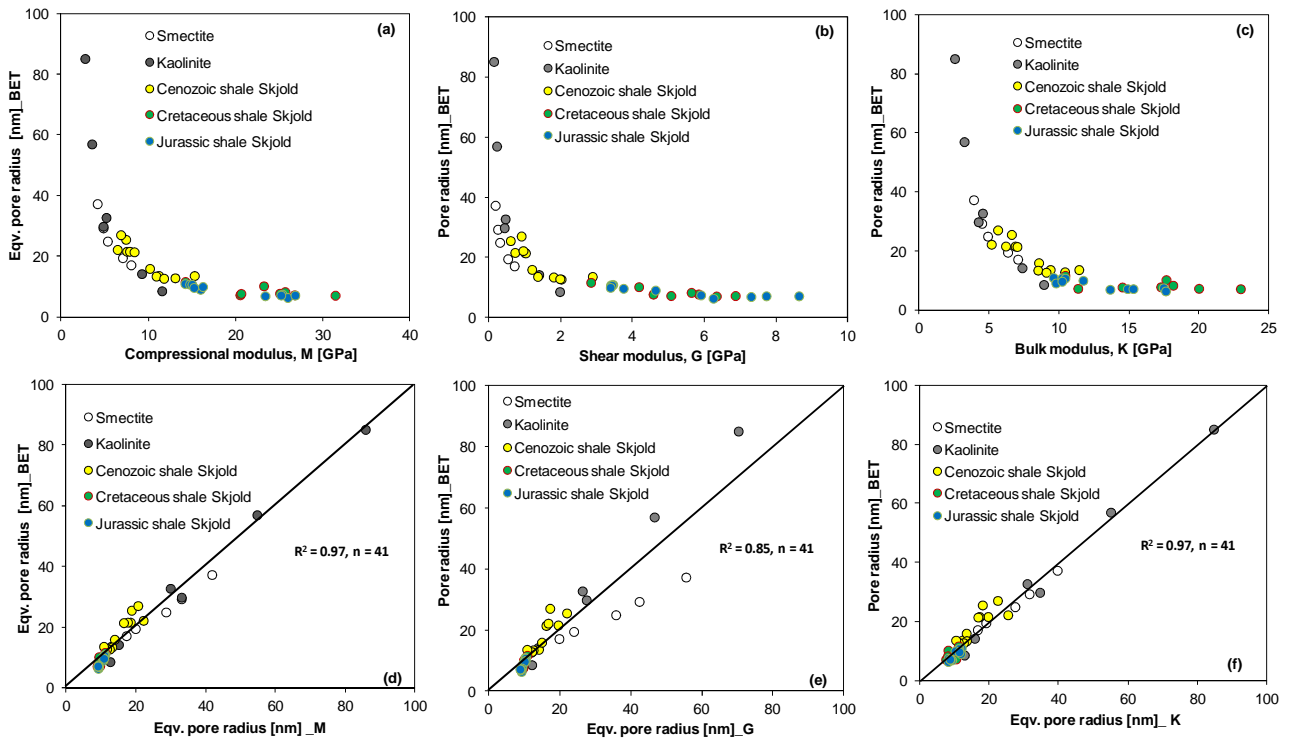 (a)
Eqv. pore radius [nm]_BET
100
80
60
40
20
0
Smectite
Kaolinite
Cenozoic shale Skjold
Cretaceous shale Skjold
Jurassic shale Skjold
0 10 20 30 40
Compressional modulus, M [GPa]
(b)
Pore radius [nm]_BET
100
80
60
40
20
0
Smectite
Kaolinite
Cenozoic shale Skjold
Cretaceous shale Skjold
Jurassic shale Skjold
0 2 4 6 8 10
Shear modulus, G [GPa]
(c)
Pore radius [nm]_BET
100
80
60
40
20
0
Smectite
Kaolinite
Cenozoic shale Skjold
Cretaceous shale Skjold
Jurassic shale Skjold
0 5 10 15 20 25
Bulk modulus, K [GPa]
Eqv. pore radius [nm]_BET
100
80
60
40
20
0
Smectite
Kaolinite
Cenozoic shale Skjold
Cretaceous shale Skjold
Jurassic shale Skjold
R² = 0.97, n = 41
(d)
0 20 40 60 80 100
Eqv. pore radius [nm] _M
Pore radius [nm]_BET
100
80
60
40
20
0
Smectite
Kaolinite
Cenozoic shale Skjold
Cretaceous shale Skjold
Jurassic shale Skjold
R² = 0.85, n = 41
(e)
0 20 40 60 80 100
Eqv. pore radius [nm]_G
Pore radius [nm]_BET
100
80
60
40
20
0
Smectite
Kaolinite
Cenozoic shale Skjold
Cretaceous shale Skjold
Jurassic shale Skjold
R² = 0.97, n = 41
(f)
0 20 40 60 80 100
Eqv. pore radius [nm]_ K